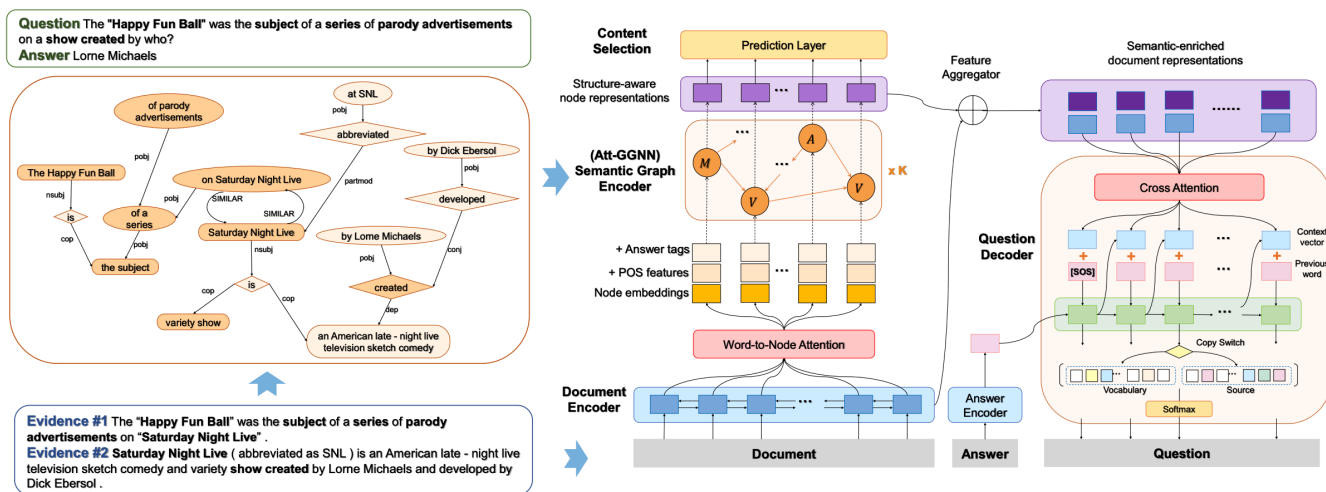 Question The "Happy Fun Ball" was the subject of a series of parody advertisements
on a show created by who?
Answer Lorne Michaels
at SNL
of parody
advertisements
pobj
abbreviated
pobj
by Dick Ebersol
The Happy Fun Ball
on Saturday Night Live
partmod
pobj
nsubj
pobj
SIMILAR
developed
is
of a
series
SIMILAR
Saturday Night Live
cop
pobj
by Lorne Michaels
conj
the subject
nsubj
pobj
is
created
cop
cop
dep
variety show
an American late - night live
television sketch comedy
Evidence #1 The "Happy Fun Ball" was the subject of a series of parody
advertisements on "Saturday Night Live" .
Evidence #2 Saturday Night Live ( abbreviated as SNL ) is an American late - night live
television sketch comedy and variety show created by Lorne Michaels and developed by
Dick Ebersol .
Content
Selection
Prediction Layer
Structure-aware
node representations
(Att-GGNN)
Semantic Graph
Encoder
M
A
V
V
x K
+ Answer tags
+ POS features
Node embeddings
Word-to-Node Attention
Document
Encoder
Document
Feature
Aggregator
Answer
Encoder
Answer
Semantic-enriched
document representations
Cross Attention
Question
Decoder
Context
vector
[SOS]
Previous
word
Copy Switch
Vocabulary
Source
Softmax
Question